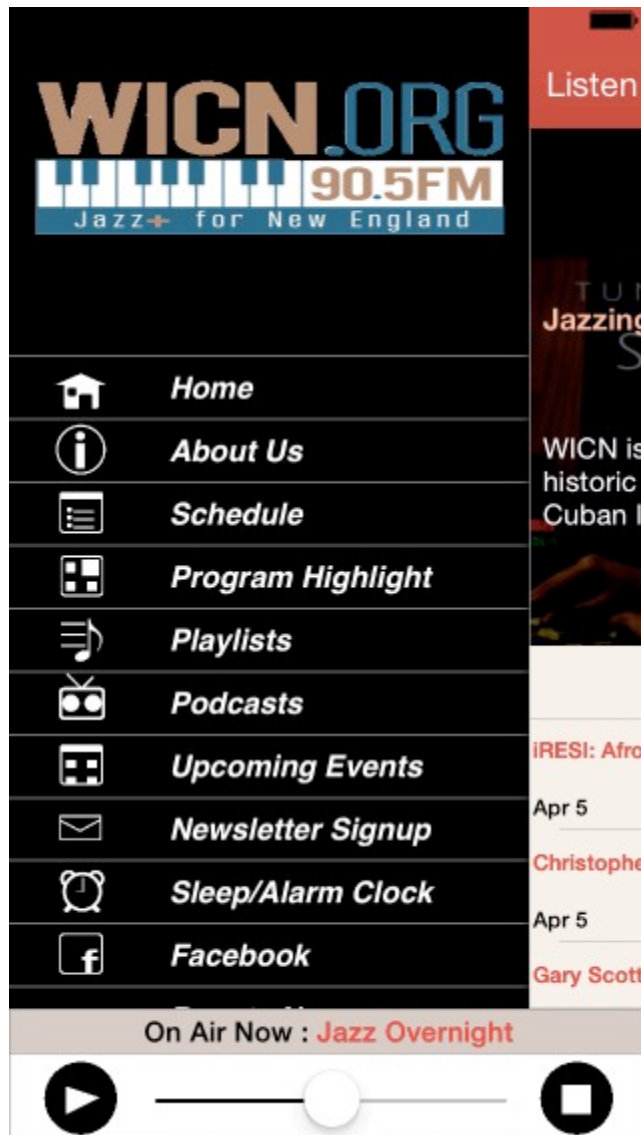 WICN.ORG
90.5FM
Jazz+ for New England
Home
About Us
Schedule
Program Highlight
Playlists
Podcasts
Upcoming Events
Newsletter Signup
Sleep/Alarm Clock
Facebook
Listen
TUN
Jazzing
S
WICN is
historic
Cuban I
iRESI: Afro
Apr 5
Christophe
Apr 5
Gary Scott
On Air Now : Jazz Overnight